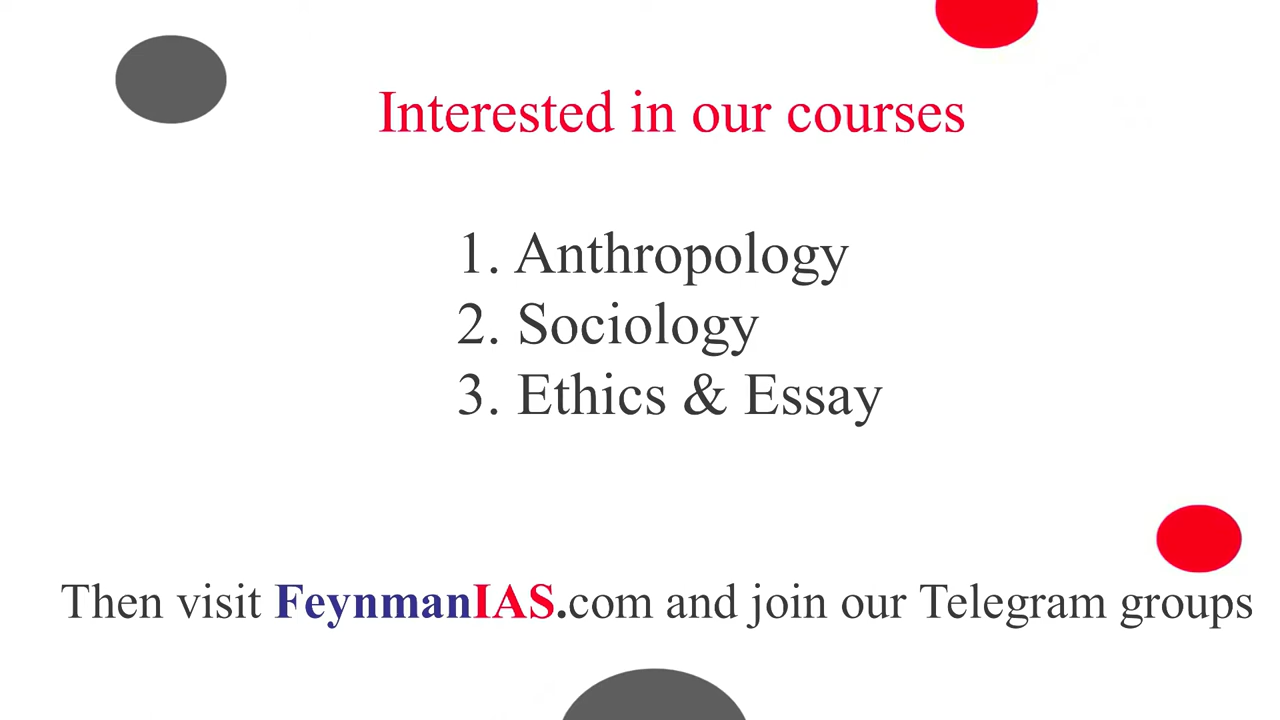 Interested in our courses
1. Anthropology
2. Sociology
3. Ethics & Essay
Then visit FeynmanIAS.com and join our Telegram groups